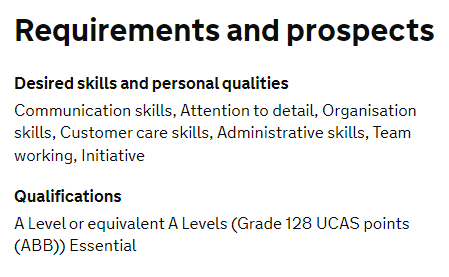 Requirements and prospects
Desired skills and personal qualities
Communication skills, Attention to detail, Organisation
skills, Customer care skills, Administrative skills, Team
working, Initiative
Qualifications
A Level or equivalent A Levels (Grade 128 UCAS points
(ABB)) Essential